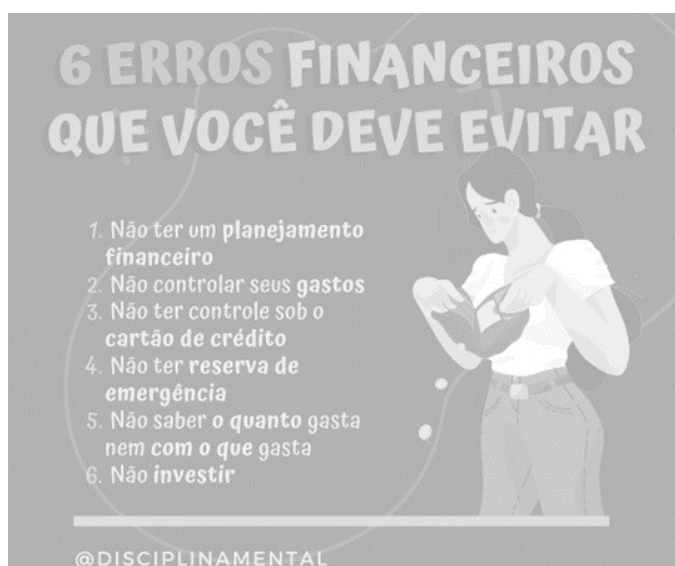 6 ERROS FINANCEIROS
QUE VOCÊ DEVE EVITAR
1. Não ter um planejamento
financeiro
2. Não controlar seus gastos
3. Não ter controle sob o
cartão de crédito
4. Não ter reserva de
emergência
5. Não saber o quanto gasta
nem com o que gasta
6. Não investir
@DISCIPLINAMENTAL